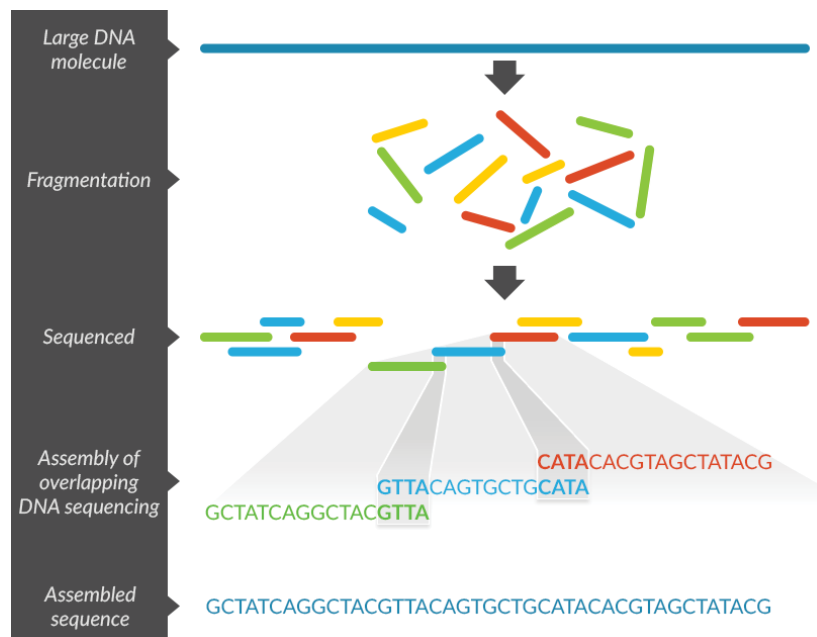 Large DNA
molecule
Fragmentation
Sequenced
Assembly of
overlapping
DNA sequencing
CATACACGTAGCTATACG
GTTACAGTGCTGCATA
GCTATCAGGCTACGTTA
Assembled
sequence
GCTATCAGGCTACGTTACAGTGCTGCATACACGTAGCTATACG